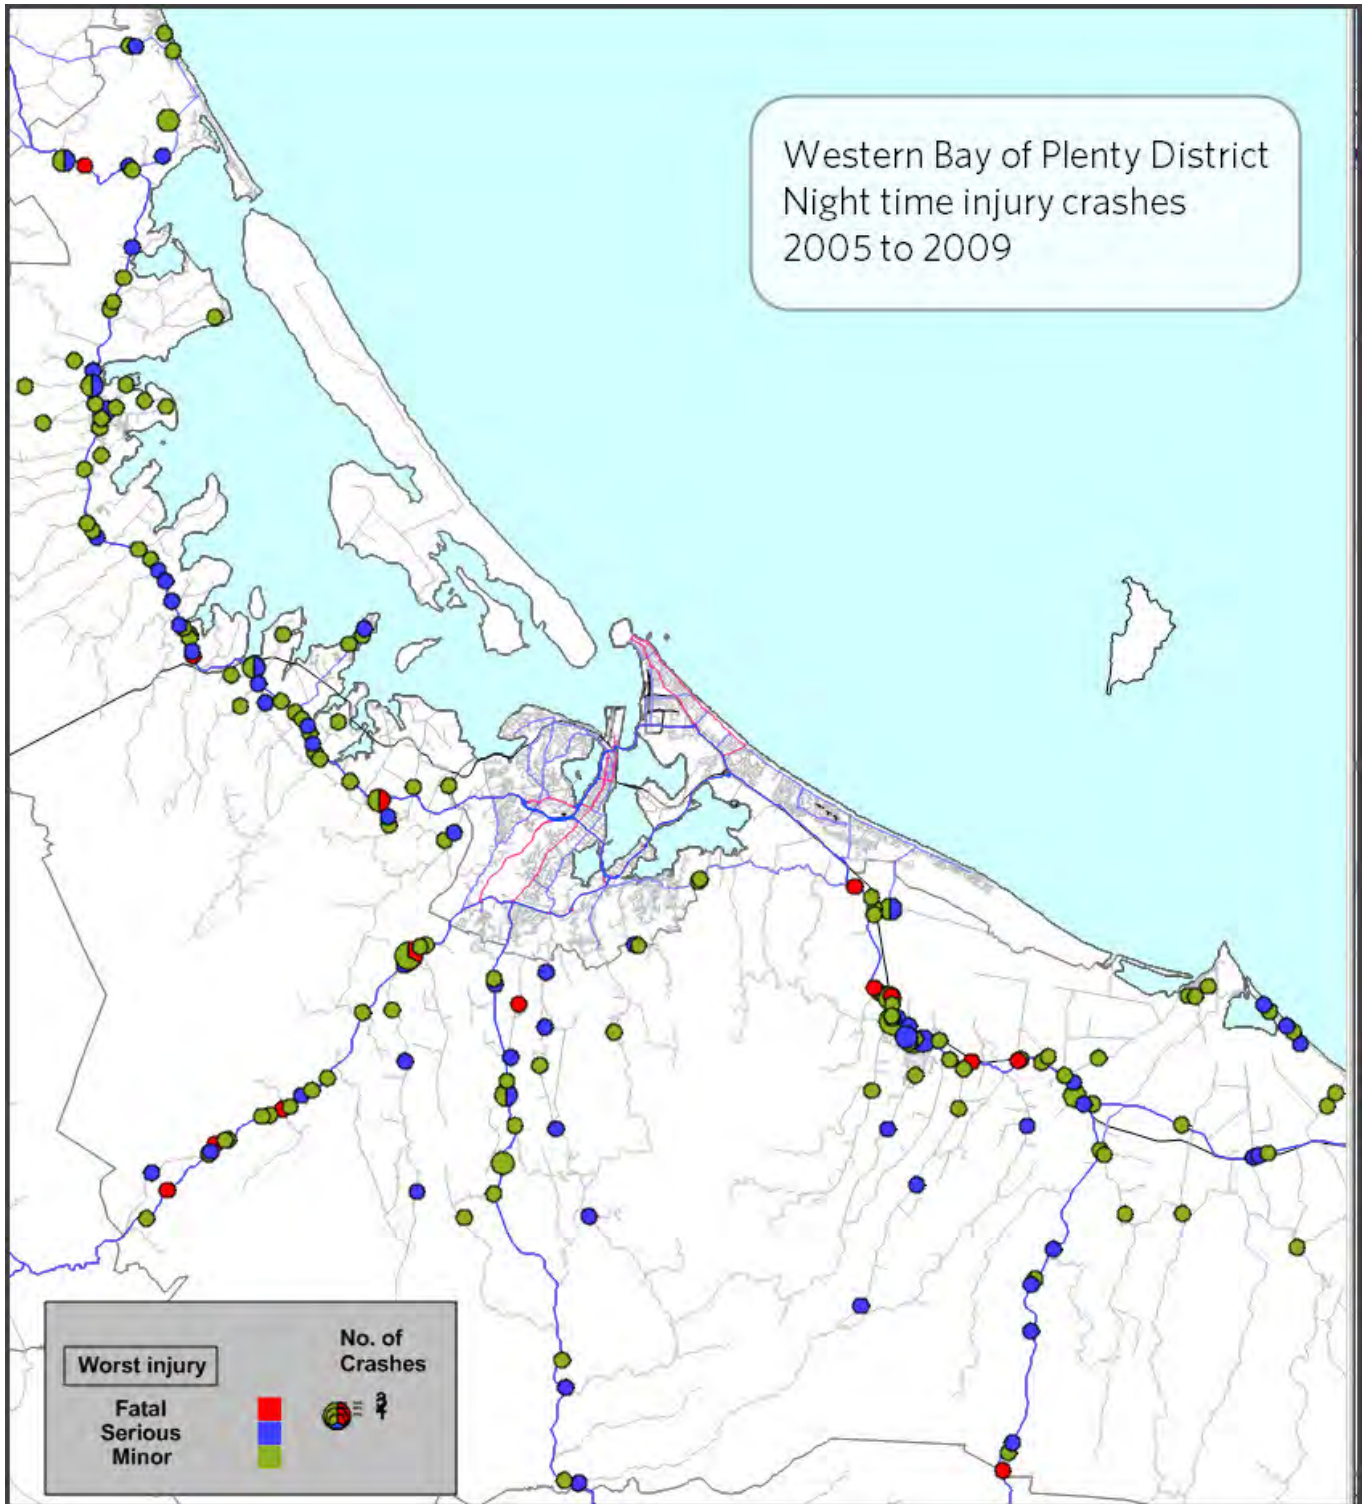 Western Bay of Plenty District
Night time injury crashes
2005 to 2009
No. of
Crashes
Worst injury
Fatal
Serious
Minor